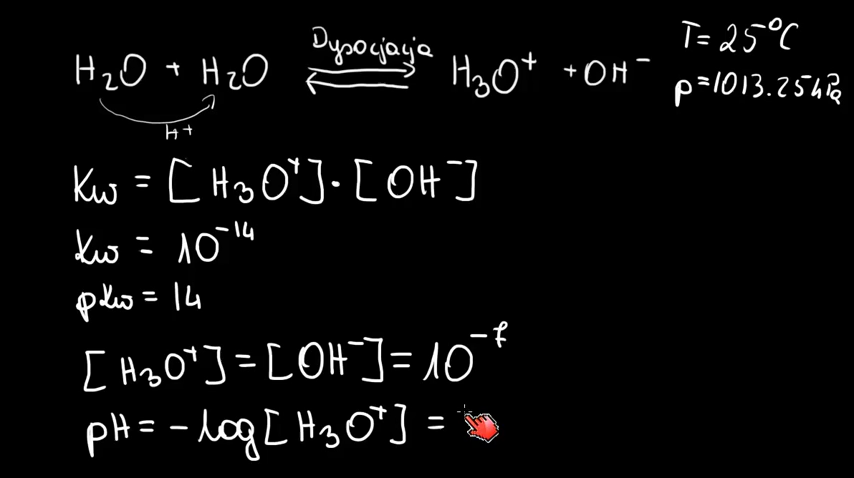 Dysocjacja
H₂O + H₂O ⇌ H₃O⁺ + OH⁻
H⁺
T = 25°C
p = 1013.25 hPa
Kw = [H₃O⁺]·[OH⁻]
Kw = 10⁻¹⁴
pKw = 14
[H₃O⁺] = [OH⁻] = 10⁻⁷
pH = -log[H₃O⁺] =